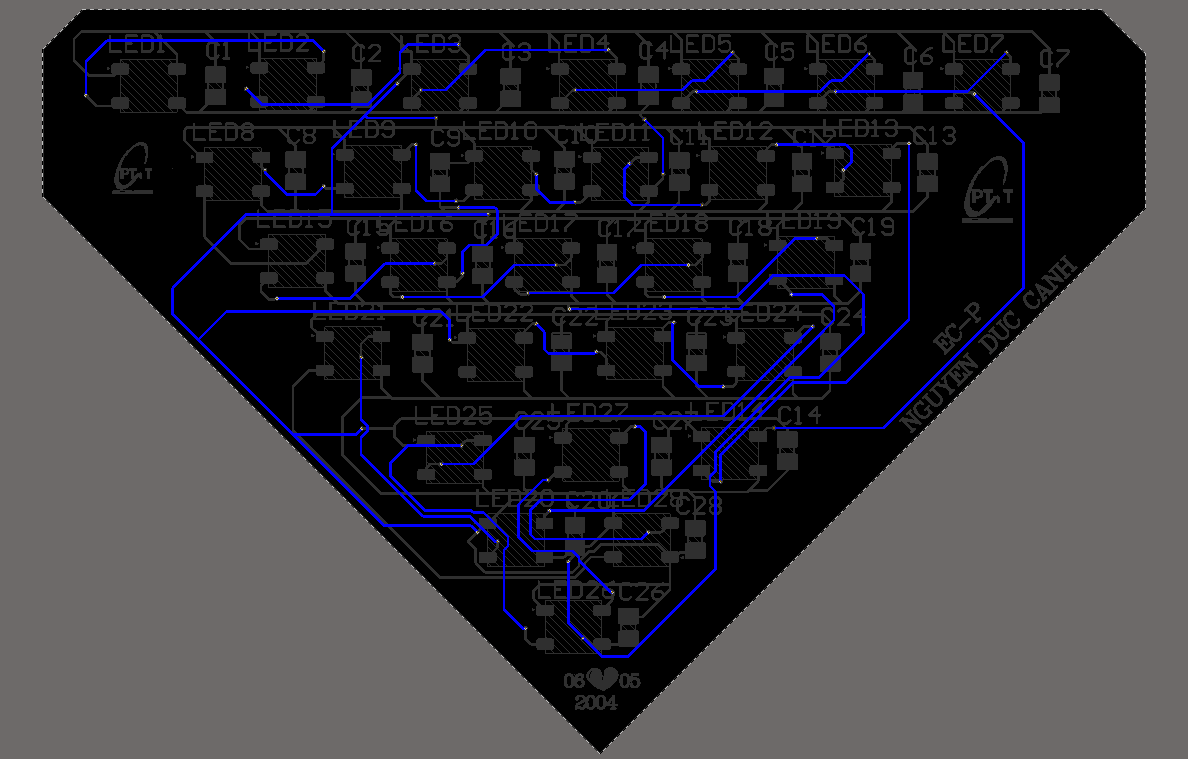 LED1 C1 LED2 C2 LED3 C3 LED4 C4 LED5 C5 LED6 C6 LED7 C7
LED8 C8 LED9 C9 LED10 C10 LED11 C11 LED12 C12 LED13 C13
PTIT PTIT
LED15 C15 LED16 C16 LED17 C17 LED18 C18 LED19 C19
LED21 C21 LED22 C22 LED23 C23 LED24 C24
EC-P
NGUYEN DUC CANH
LED25 C25 LED27 C27 LED14 C14
LED20 C20 LED28 C28
LED26 C26
06 05
2004